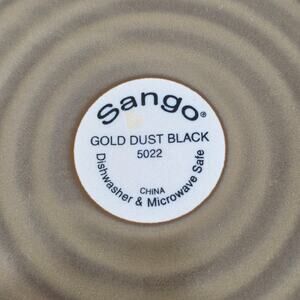 Sango®
GOLD DUST BLACK
5022
CHINA
Dishwasher & Microwave Safe